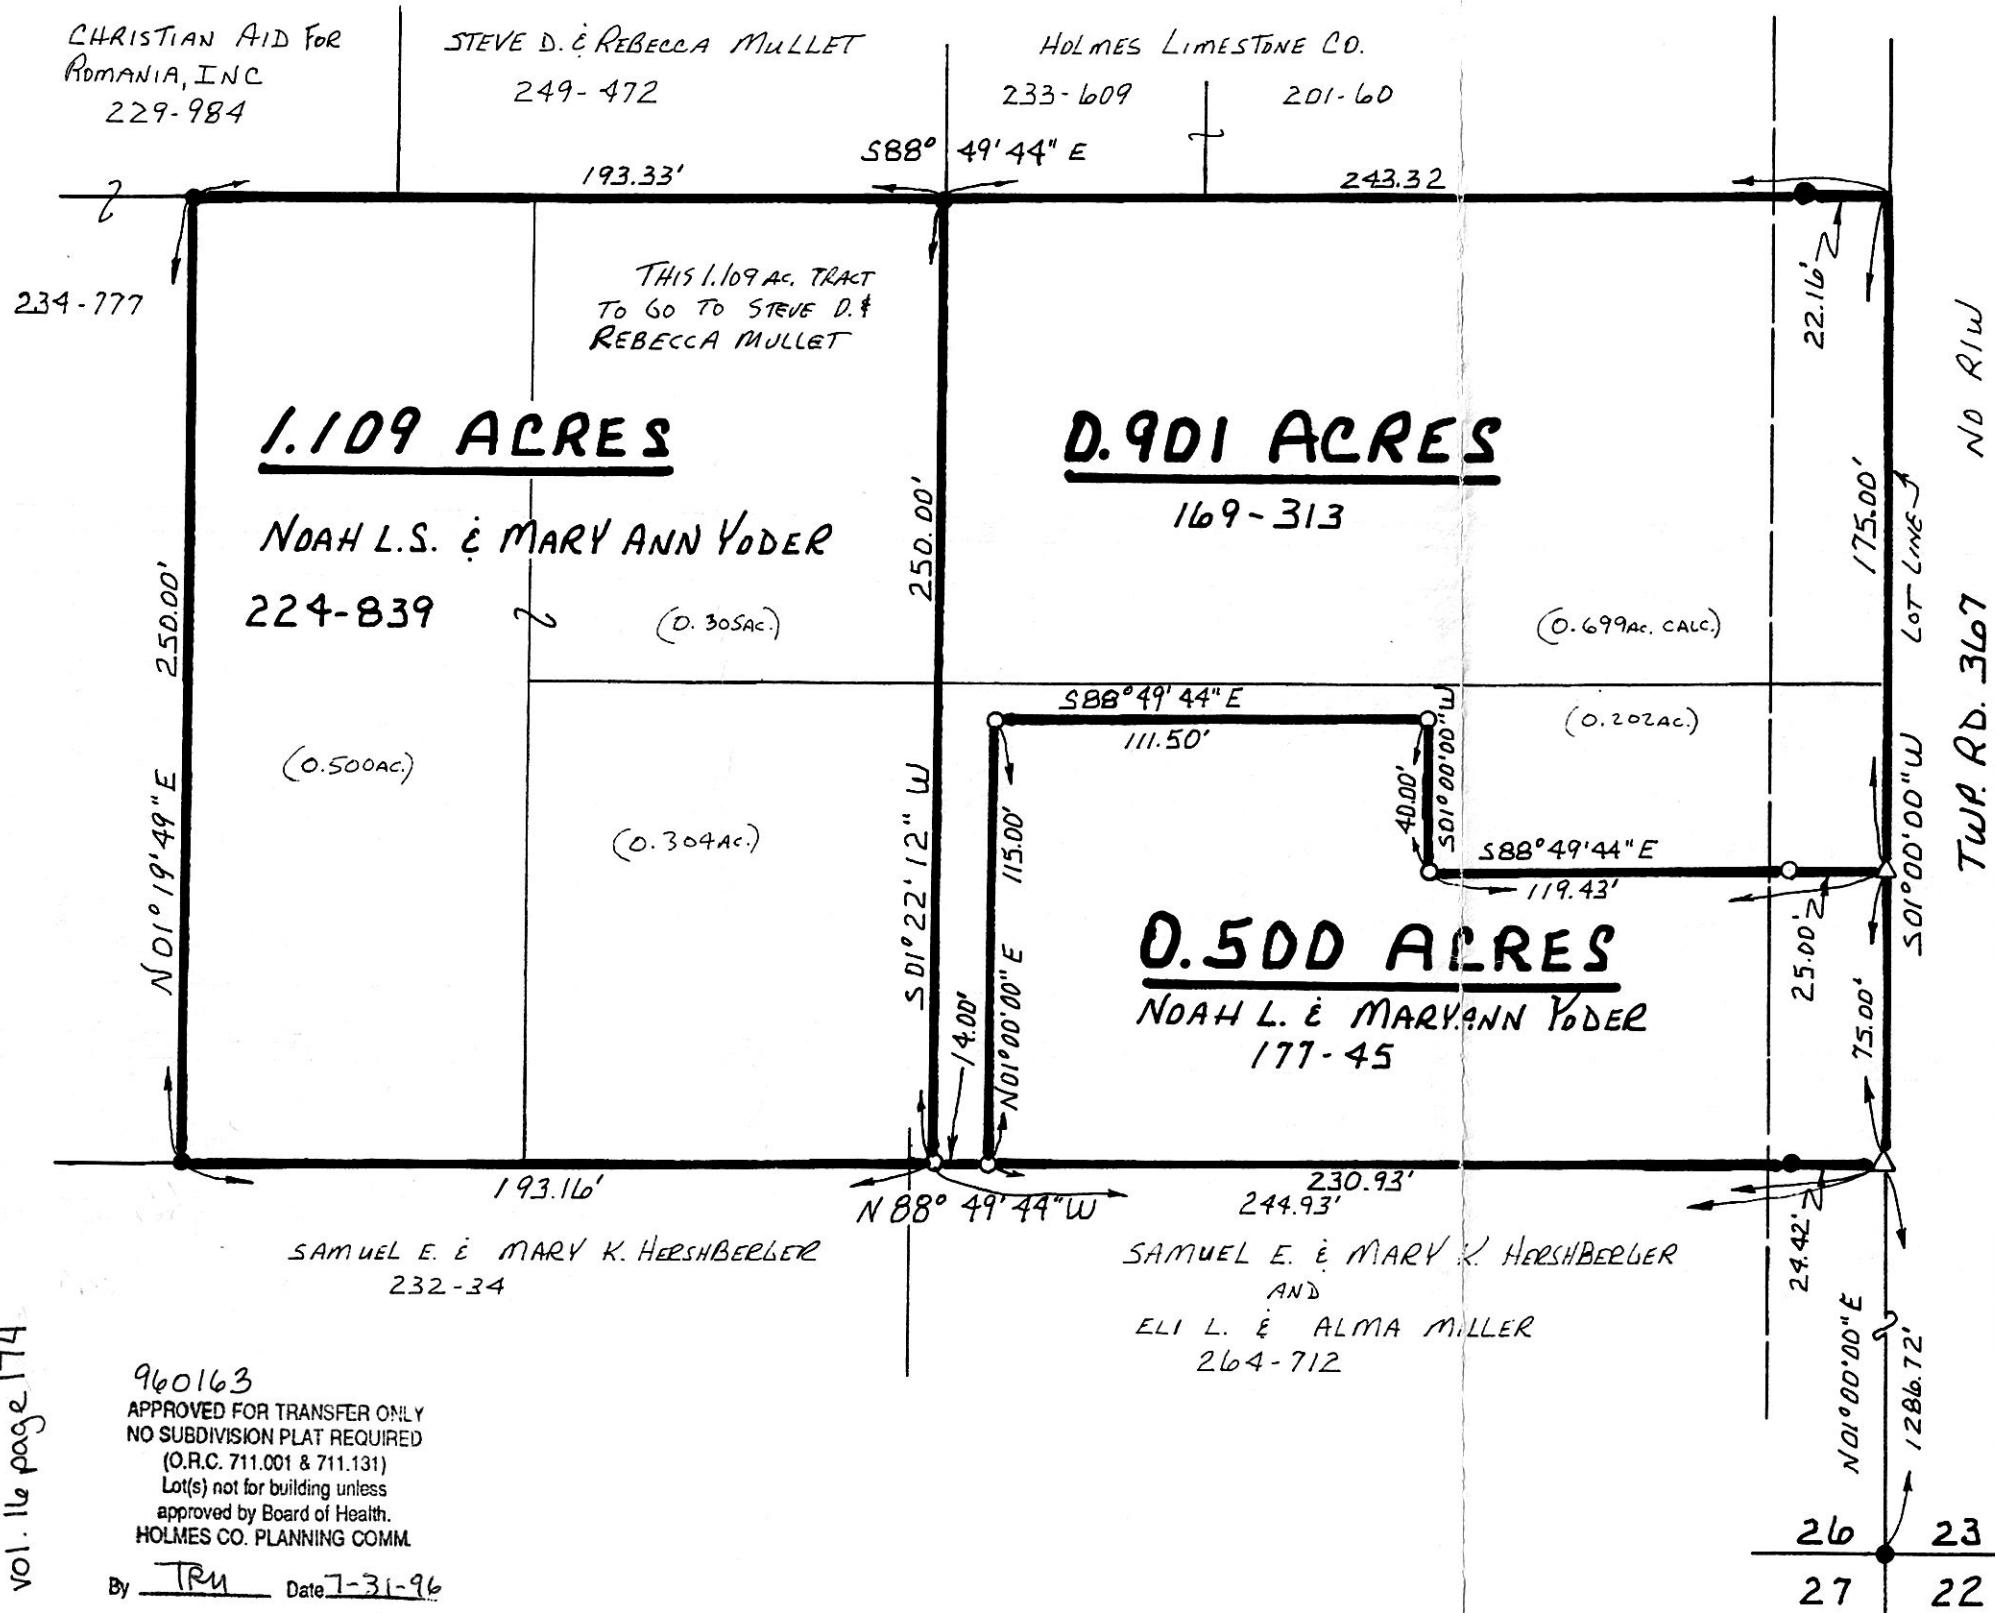 CHRISTIAN AID FOR
ROMANIA, INC
229-984
STEVE D. & REBECCA MULLET
249-472
HOLMES LIMESTONE CO.
233-609
201-60
S88° 49'44" E
193.33'
243.32
22.16'
234-777
THIS 1.109 AC. TRACT
TO GO TO STEVE D. &
REBECCA MULLET
1.109 ACRES
NOAH L.S. & MARY ANN YODER
224-839
(0.305AC.)
(0.500AC.)
(0.304AC.)
N01°19'49"E
250.00'
S01°22'12" W
250.00'
0.901 ACRES
169-313
(0.699AC. CALC.)
(0.202AC.)
175.00'
LOT LINE
NO R/W
TWP. RD. 367
S01°00'00"W
S88°49'44"E
111.50'
40.00'
S01°00'00"W
S88°49'44"E
119.43'
25.00'
115.00'
N01°00'00" E
14.00'
0.500 ACRES
NOAH L. & MARYANN YODER
177-45
75.00'
193.16'
N 88° 49'44"W
230.93'
244.93'
24.42'
SAMUEL E. & MARY K. HERSHBERGER
232-34
SAMUEL E. & MARY K. HERSHBERGER
AND
ELI L. & ALMA MILLER
264-712
N01°00'00"E
1286.72'
26 23
27 22
vol. 16 page 174
960163
APPROVED FOR TRANSFER ONLY
NO SUBDIVISION PLAT REQUIRED
(O.R.C. 711.001 & 711.131)
Lot(s) not for building unless
approved by Board of Health.
HOLMES CO. PLANNING COMM.
By Date 7-31-96